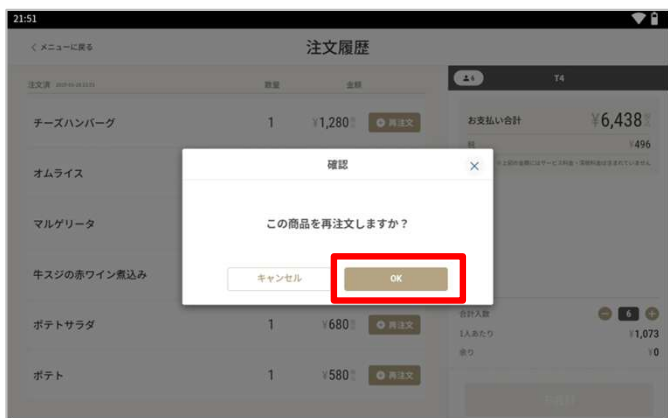 21:51
メニューに戻る
注文履歴
注文済
数量
金額
6
T4
チーズハンバーグ
1
¥1,280
再注文
お支払い合計
¥6,438
¥496
オムライス
確認
マルゲリータ
この商品を再注文しますか？
牛スジの赤ワイン煮込み
キャンセル
OK
ポテトサラダ
1
¥680
再注文
合計人数
6
1人あたり
¥1,073
余り
¥0
ポテト
1
¥580
再注文